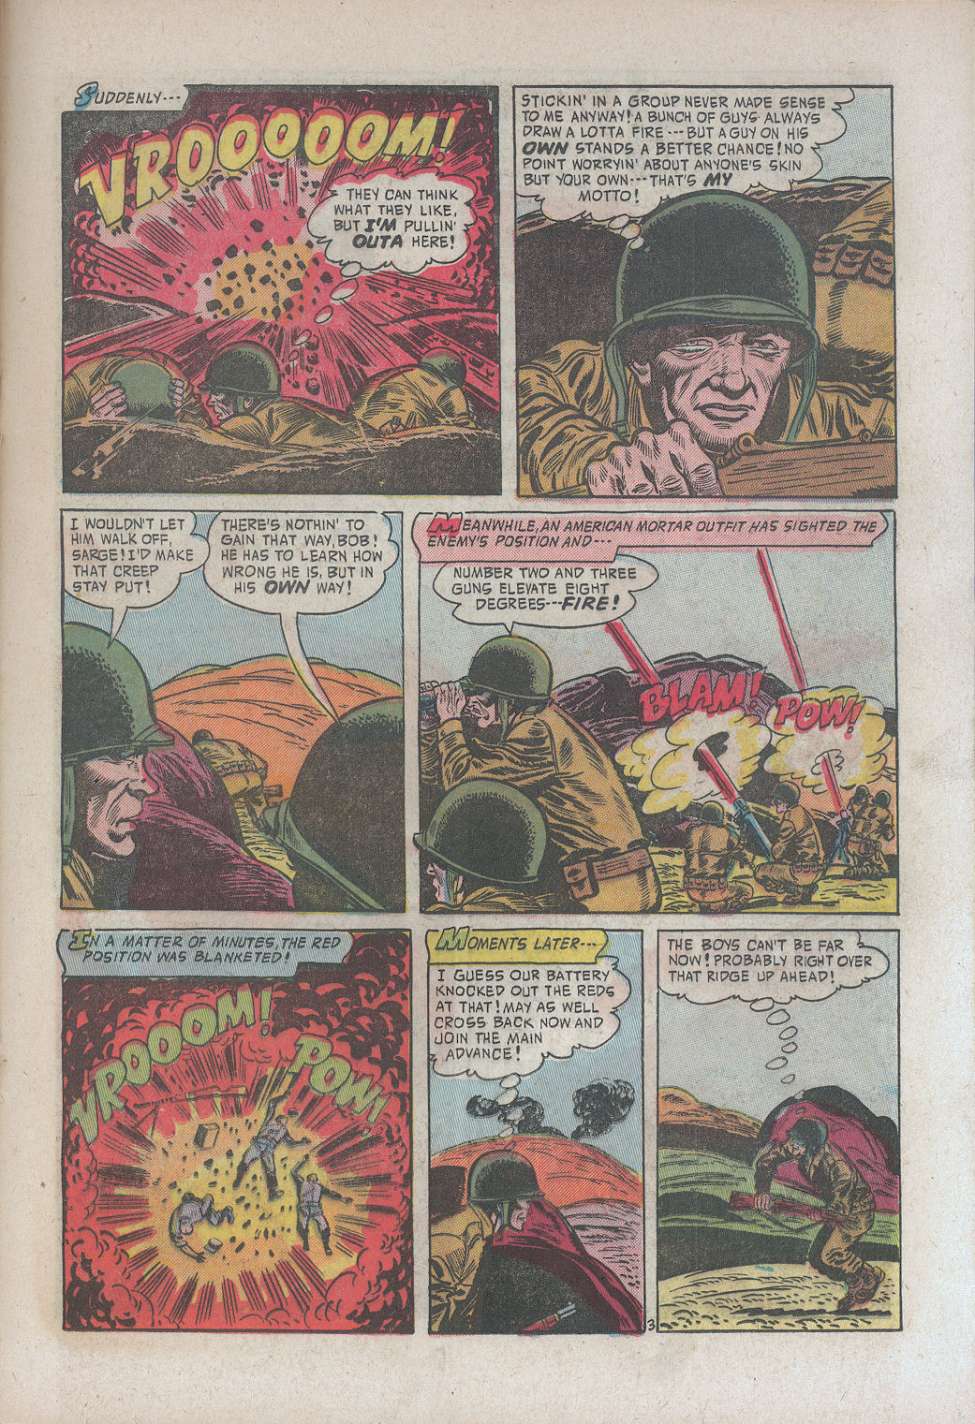 SUDDENLY---
VROOOOOM!
THEY CAN THINK
WHAT THEY LIKE,
BUT I'M PULLIN'
OUTA HERE!
STICKIN' IN A GROUP NEVER MADE SENSE
TO ME ANYWAY! A BUNCH OF GUYS ALWAYS
DRAW A LOTTA FIRE --- BUT A GUY ON HIS
OWN STANDS A BETTER CHANCE! NO
POINT WORRYIN' ABOUT ANYONE'S SKIN
BUT YOUR OWN --- THAT'S MY
MOTTO!
I WOULDN'T LET
HIM WALK OFF,
SARGE! I'D MAKE
THAT CREEP
STAY PUT!
THERE'S NOTHIN' TO
GAIN THAT WAY, BOB!
HE HAS TO LEARN HOW
WRONG HE IS, BUT IN
HIS OWN WAY!
MEANWHILE, AN AMERICAN MORTAR OUTFIT HAS SIGHTED THE
ENEMY'S POSITION AND ---
NUMBER TWO AND THREE
GUNS ELEVATE EIGHT
DEGREES --- FIRE!
BLAM!
POW!
IN A MATTER OF MINUTES, THE RED
POSITION WAS BLANKETED!
VROOOM!
POW!
MOMENTS LATER---
I GUESS OUR BATTERY
KNOCKED OUT THE REDS
AT THAT! MAY AS WELL
CROSS BACK NOW AND
JOIN THE MAIN
ADVANCE!
THE BOYS CAN'T BE FAR
NOW! PROBABLY RIGHT OVER
THAT RIDGE UP AHEAD!
3